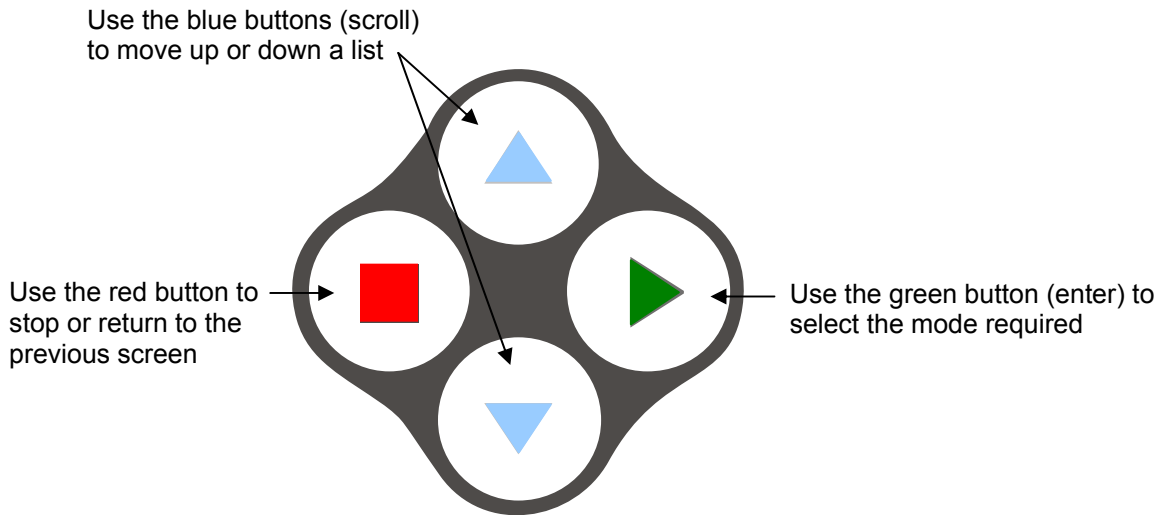 Use the blue buttons (scroll)
to move up or down a list
Use the red button to
stop or return to the
previous screen
Use the green button (enter) to
select the mode required